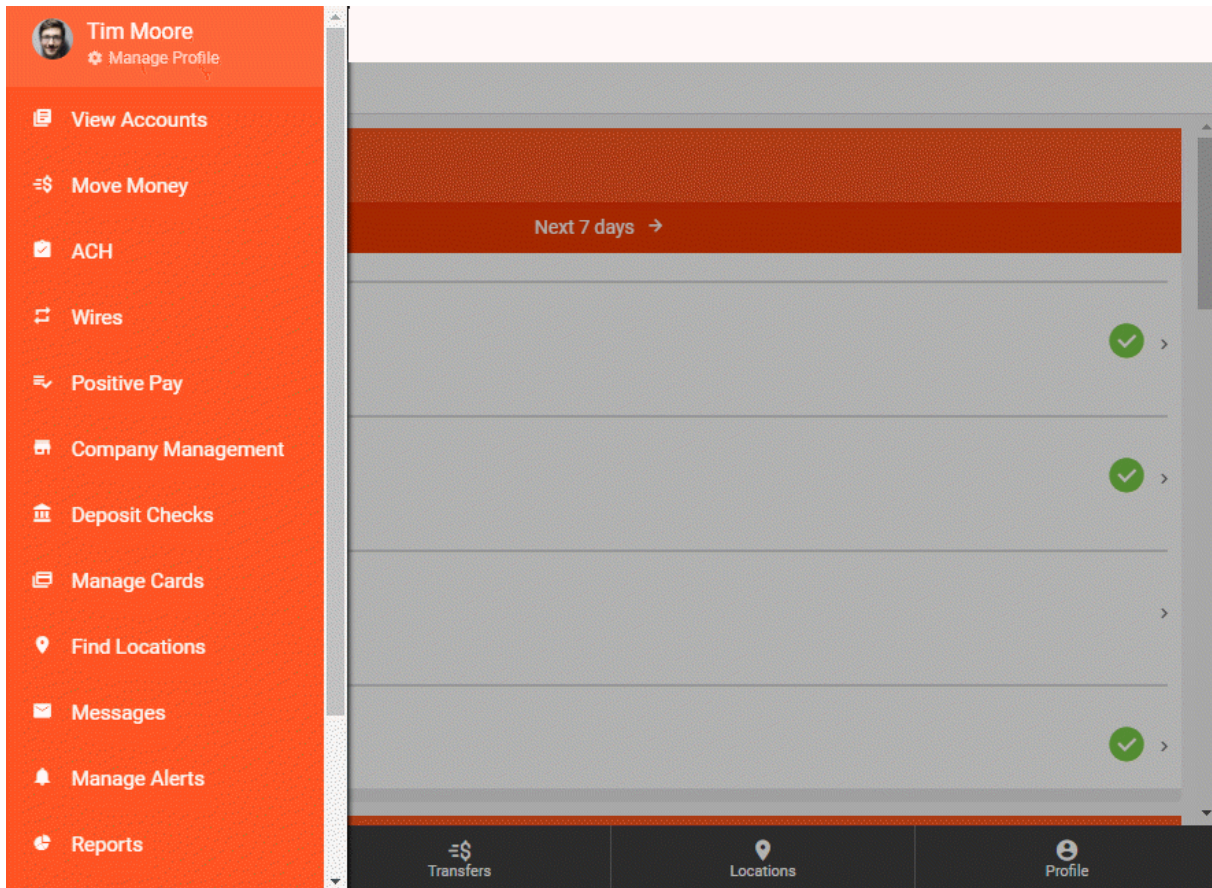 Tim Moore
Manage Profile
View Accounts
Move Money
ACH
Wires
Positive Pay
Company Management
Deposit Checks
Manage Cards
Find Locations
Messages
Manage Alerts
Reports
Next 7 days
Transfers
Locations
Profile